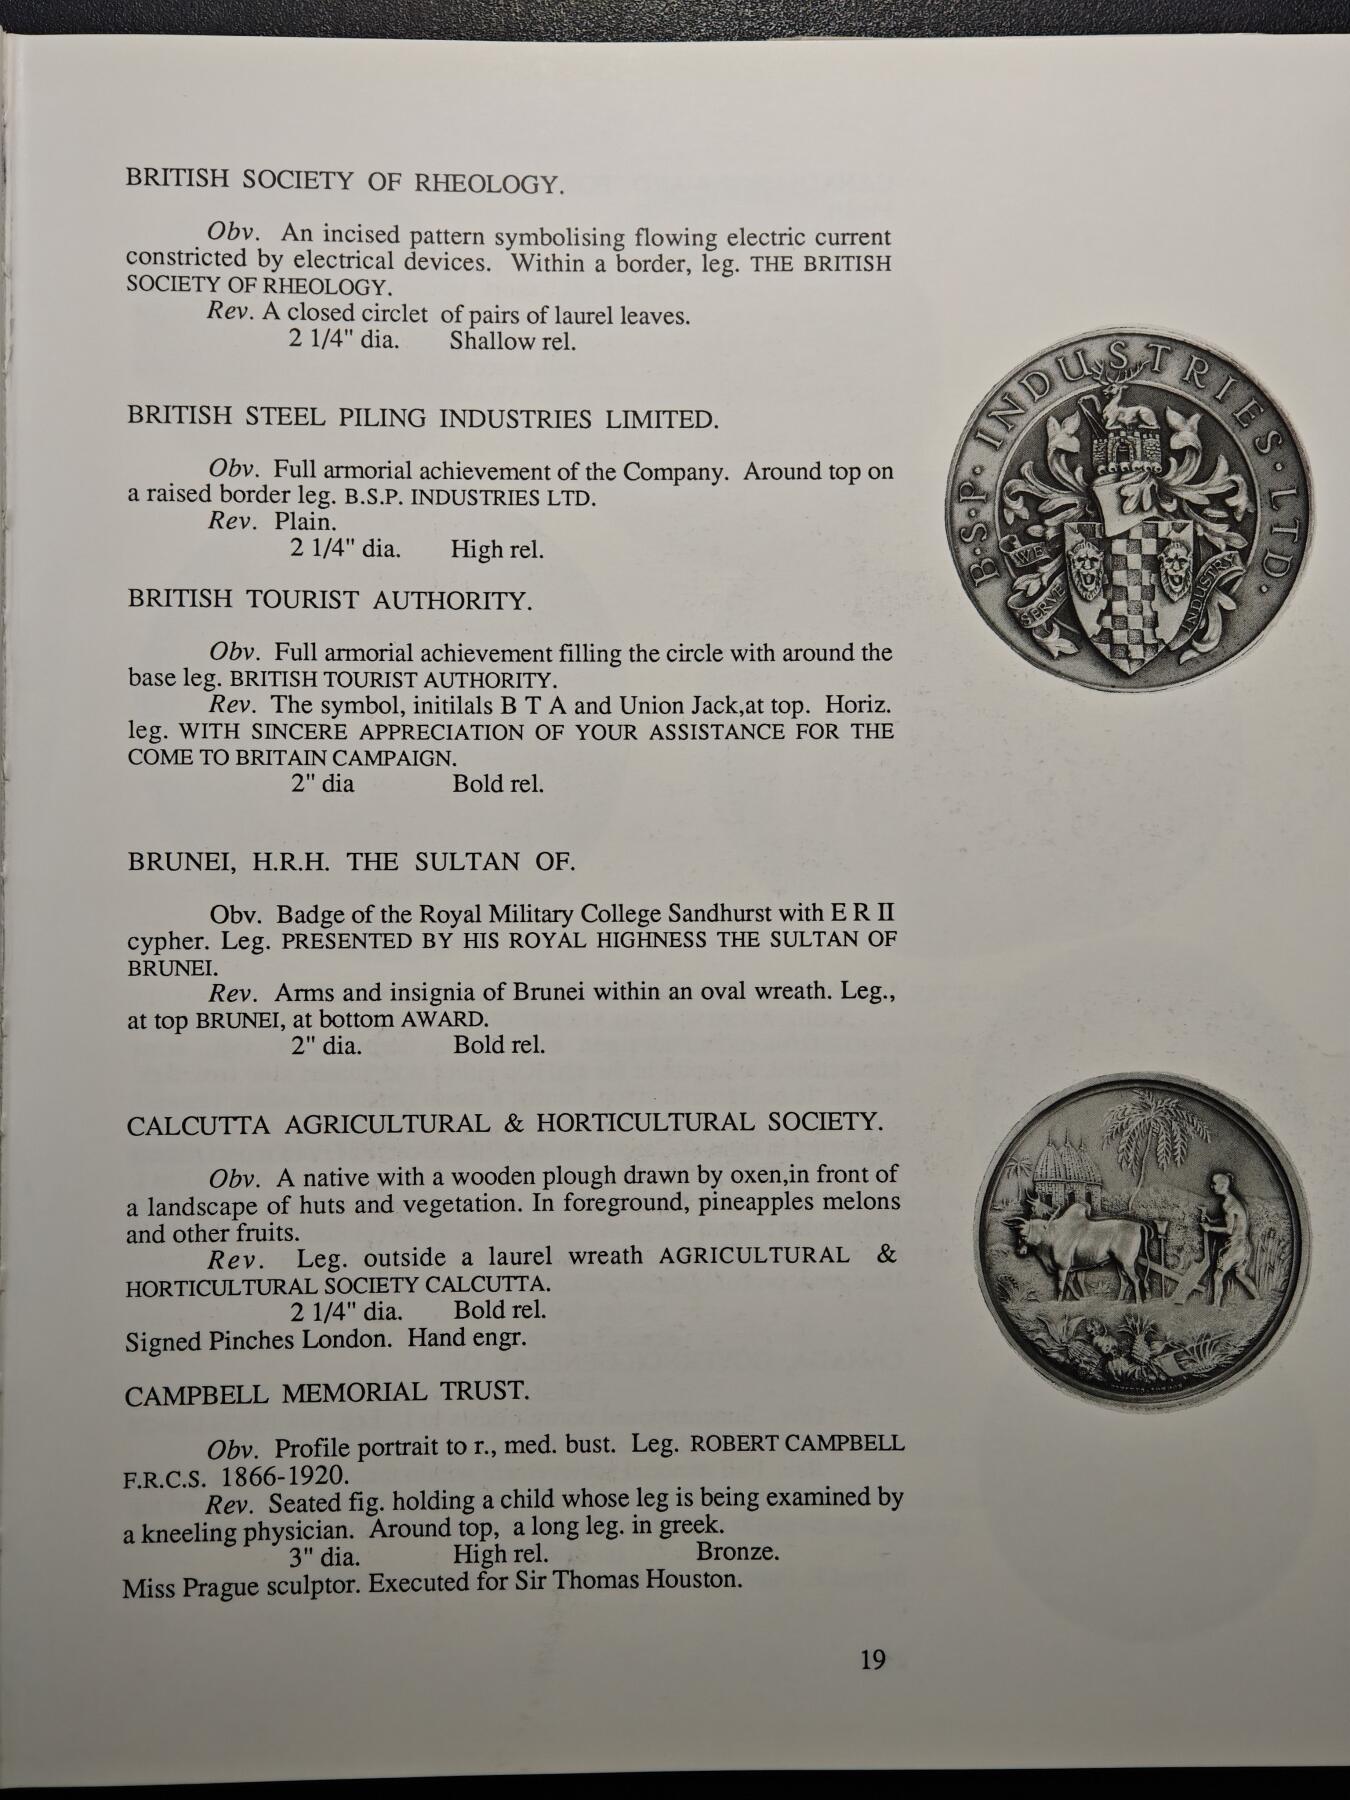 BRITISH SOCIETY OF RHEOLOGY.
Obv. An incised pattern symbolising flowing electric current
constricted by electrical devices. Within a border, leg. THE BRITISH
SOCIETY OF RHEOLOGY.
Rev. A closed circlet of pairs of laurel leaves.
2 1/4" dia. Shallow rel.
BRITISH STEEL PILING INDUSTRIES LIMITED.
Obv. Full armorial achievement of the Company. Around top on
a raised border leg. B.S.P. INDUSTRIES LTD.
Rev. Plain.
2 1/4" dia. High rel.
B·S·P· INDUSTRIES · LTD·
WE
SERVE
INDUSTRY
BRITISH TOURIST AUTHORITY.
Obv. Full armorial achievement filling the circle with around the
base leg. BRITISH TOURIST AUTHORITY.
Rev. The symbol, initilals B T A and Union Jack,at top. Horiz.
leg. WITH SINCERE APPRECIATION OF YOUR ASSISTANCE FOR THE
COME TO BRITAIN CAMPAIGN.
2" dia Bold rel.
BRUNEI, H.R.H. THE SULTAN OF.
Obv. Badge of the Royal Military College Sandhurst with E R II
cypher. Leg. PRESENTED BY HIS ROYAL HIGHNESS THE SULTAN OF
BRUNEI.
Rev. Arms and insignia of Brunei within an oval wreath. Leg.,
at top BRUNEI, at bottom AWARD.
2" dia. Bold rel.
CALCUTTA AGRICULTURAL & HORTICULTURAL SOCIETY.
Obv. A native with a wooden plough drawn by oxen,in front of
a landscape of huts and vegetation. In foreground, pineapples melons
and other fruits.
Rev. Leg. outside a laurel wreath AGRICULTURAL &
HORTICULTURAL SOCIETY CALCUTTA.
2 1/4" dia. Bold rel.
Signed Pinches London. Hand engr.
CAMPBELL MEMORIAL TRUST.
Obv. Profile portrait to r., med. bust. Leg. ROBERT CAMPBELL
F.R.C.S. 1866-1920.
Rev. Seated fig. holding a child whose leg is being examined by
a kneeling physician. Around top, a long leg. in greek.
3" dia. High rel. Bronze.
Miss Prague sculptor. Executed for Sir Thomas Houston.
19